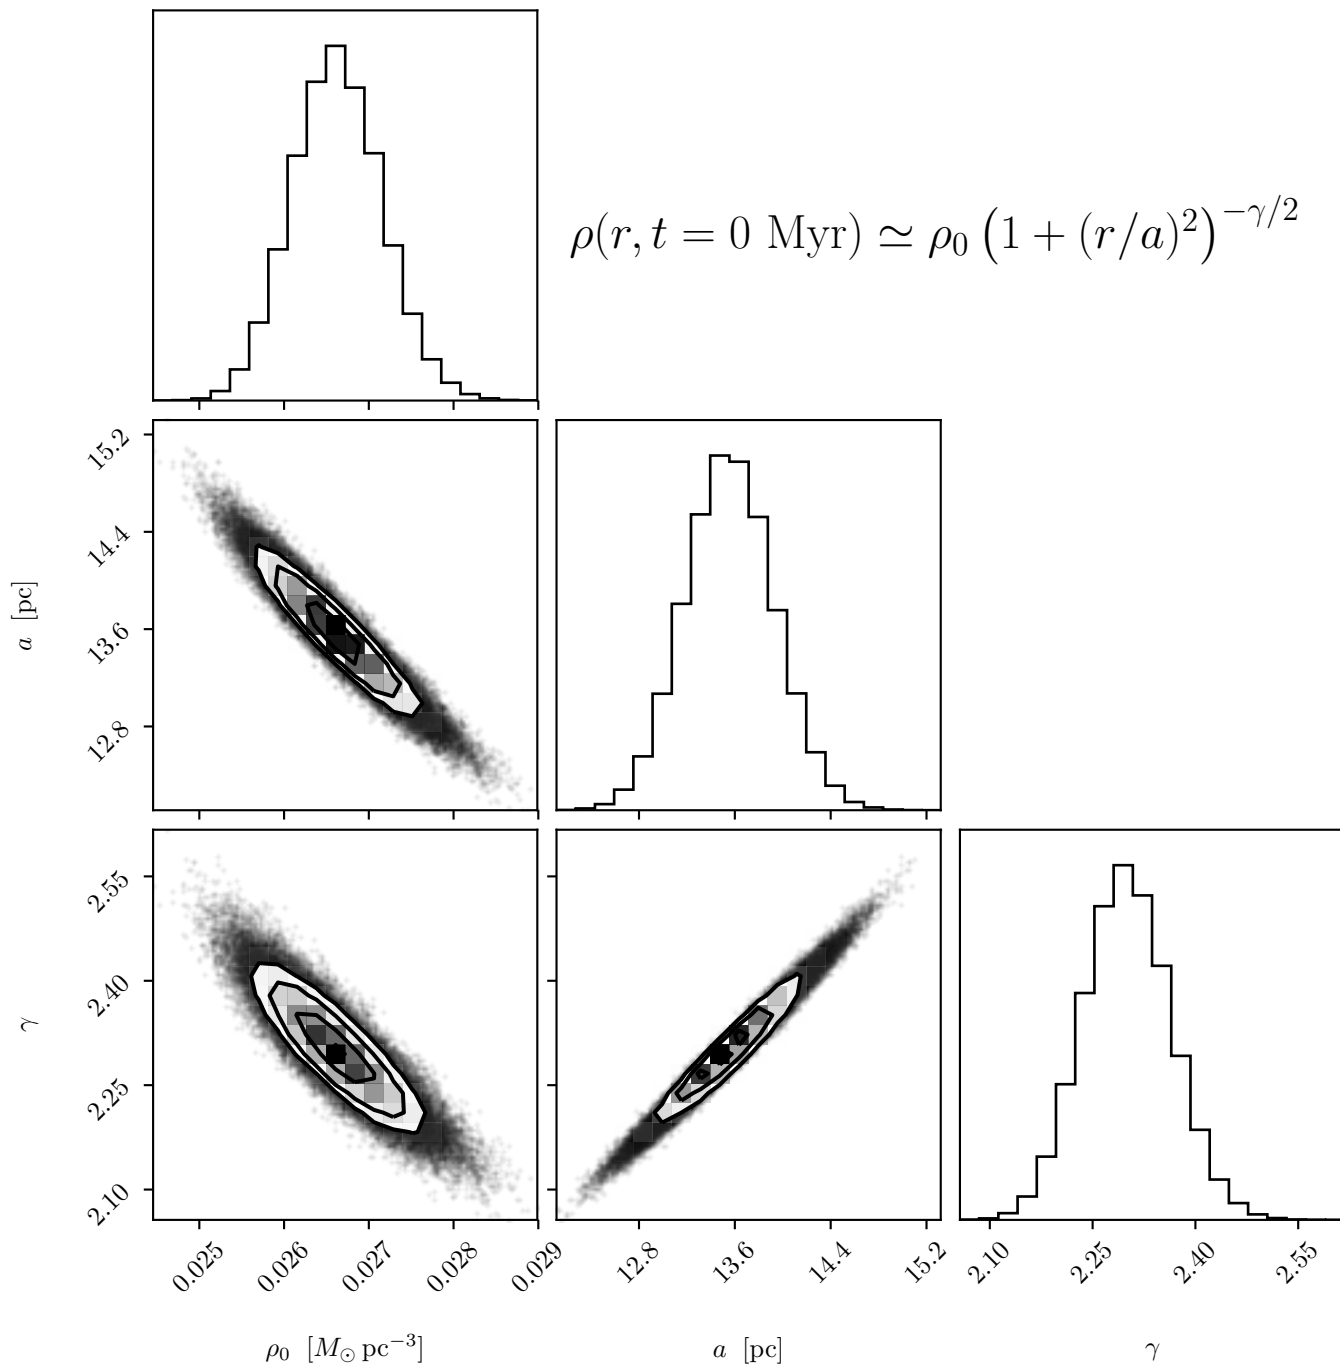 ρ(r, t = 0 Myr) ≃ ρ₀ (1 + (r/a)²)^{−γ/2}
15.2
14.4
13.6
12.8
a [pc]
2.55
2.40
2.25
2.10
γ
0.025 0.026 0.027 0.028 0.029 12.8 13.6 14.4 15.2 2.10 2.25 2.40 2.55
ρ₀ [M⊙ pc⁻³] a [pc] γ